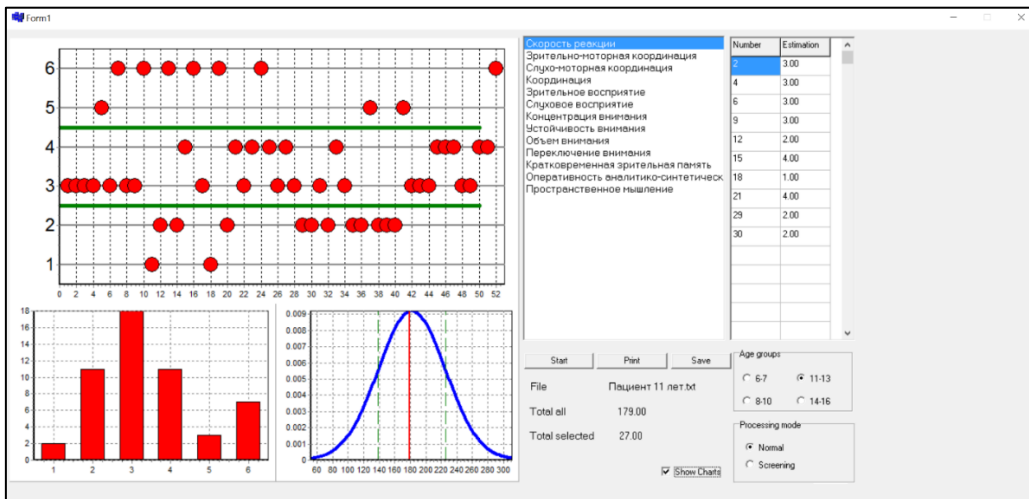 Form1
6
5
4
3
2
1
0 2 4 6 8 10 12 14 16 18 20 22 24 26 28 30 32 34 36 38 40 42 44 46 48 50 52
18
16
14
12
10
8
6
4
2
0
1 2 3 4 5 6
0.009
0.008
0.007
0.006
0.005
0.004
0.003
0.002
0.001
0
60 80 100 120 140 160 180 200 220 240 260 280 300
Скорость реакции
Зрительно-моторная координация
Слухо-моторная координация
Координация
Зрительное восприятие
Слуховое восприятие
Концентрация внимания
Устойчивость внимания
Объем внимания
Переключение внимания
Кратковременная зрительная память
Оперативность аналитико-синтетическ
Пространственное мышление
Number Estimation
2 3.00
4 3.00
6 3.00
9 3.00
12 2.00
15 4.00
18 1.00
21 4.00
29 2.00
30 2.00
Start Print Save
File Пациент 11 лет.txt
Total all 179.00
Total selected 27.00
Show Charts
Age groups
6-7 11-13
8-10 14-16
Processing mode
Normal
Screening